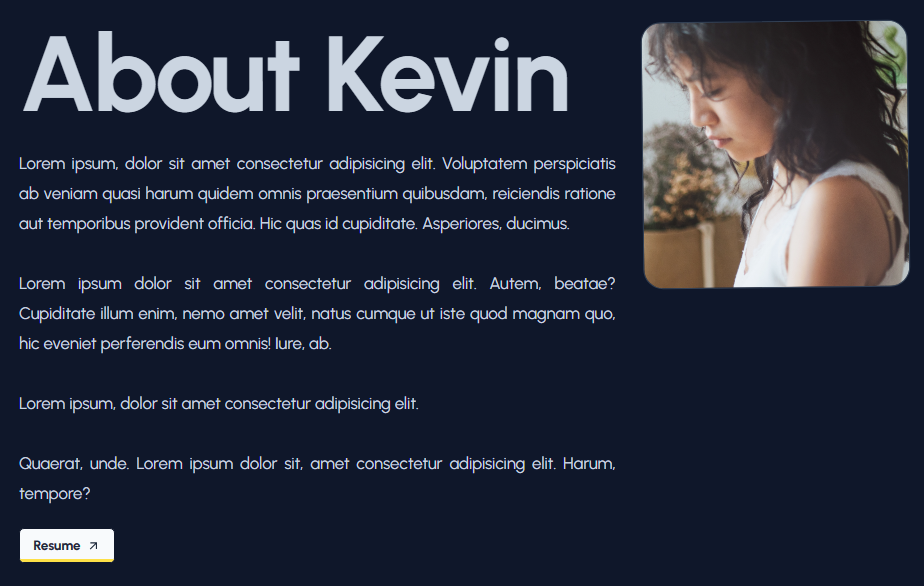 About Kevin
Lorem ipsum, dolor sit amet consectetur adipisicing elit. Voluptatem perspiciatis
ab veniam quasi harum quidem omnis praesentium quibusdam, reiciendis ratione
aut temporibus provident officia. Hic quas id cupiditate. Asperiores, ducimus.
Lorem ipsum dolor sit amet consectetur adipisicing elit. Autem, beatae?
Cupiditate illum enim, nemo amet velit, natus cumque ut iste quod magnam quo,
hic eveniet perferendis eum omnis! Iure, ab.
Lorem ipsum, dolor sit amet consectetur adipisicing elit.
Quaerat, unde. Lorem ipsum dolor sit, amet consectetur adipisicing elit. Harum,
tempore?
Resume